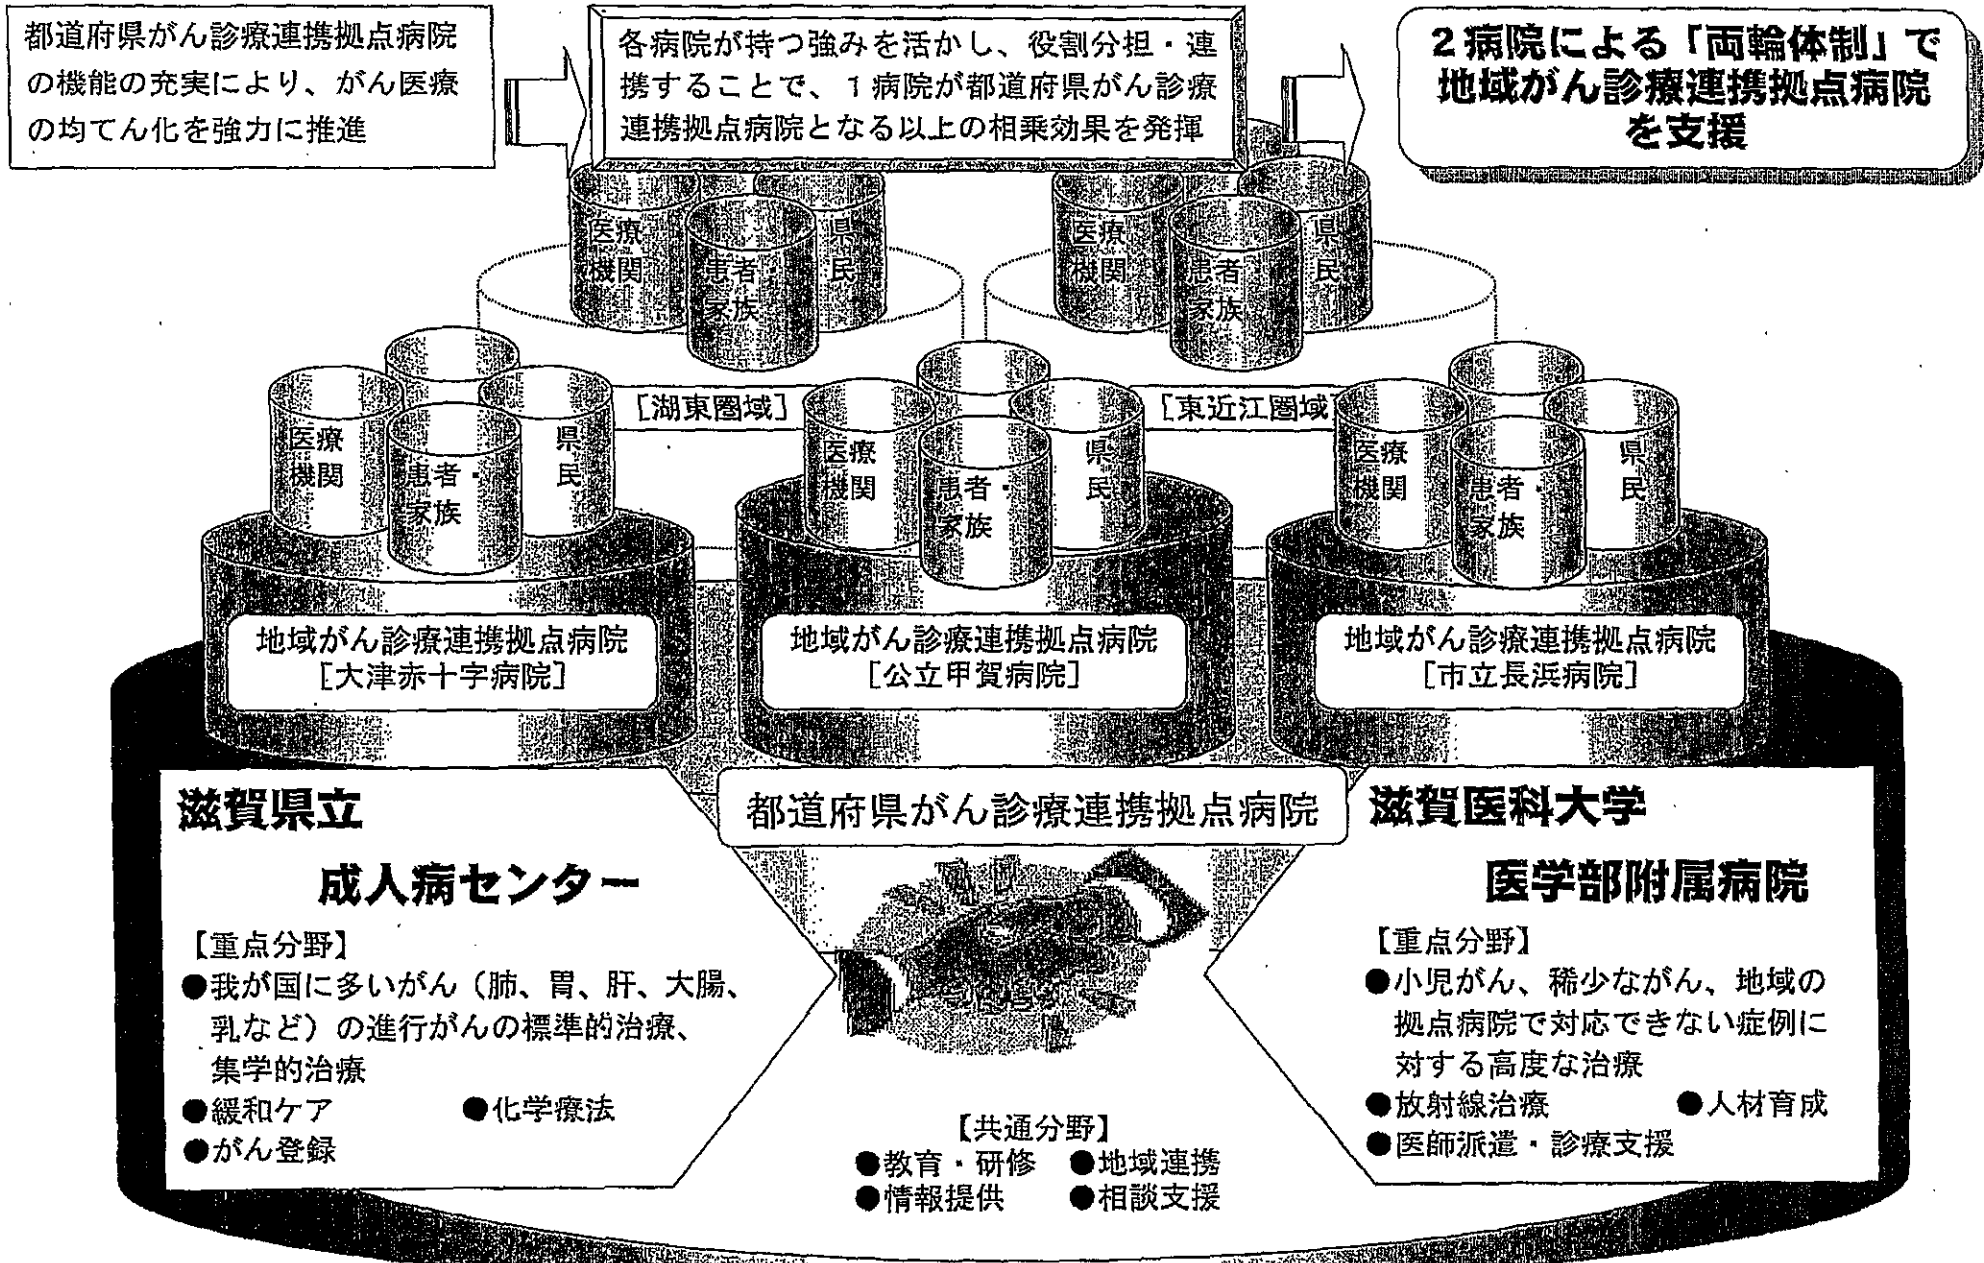 都道府県がん診療連携拠点病院
の機能の充実により、がん医療
の均てん化を強力に推進
各病院が持つ強みを活かし、役割分担・連
携することで、１病院が都道府県がん診療
連携拠点病院となる以上の相乗効果を発揮
２病院による「両輪体制」で
地域がん診療連携拠点病院
を支援
医療
機関
患者・
家族
県
民
医療
機関
患者・
家族
県
民
［湖東圏域］
［東近江圏域］
医療
機関
患者・
家族
県
民
医療
機関
患者・
家族
県
民
医療
機関
患者・
家族
県
民
地域がん診療連携拠点病院
［大津赤十字病院］
地域がん診療連携拠点病院
［公立甲賀病院］
地域がん診療連携拠点病院
［市立長浜病院］
都道府県がん診療連携拠点病院
滋賀県立
成人病センター
【重点分野】
●我が国に多いがん（肺、胃、肝、大腸、
乳など）の進行がんの標準的治療、
集学的治療
●緩和ケア ●化学療法
●がん登録
【共通分野】
●教育・研修 ●地域連携
●情報提供 ●相談支援
滋賀医科大学
医学部附属病院
【重点分野】
●小児がん、稀少ながん、地域の
拠点病院で対応できない症例に
対する高度な治療
●放射線治療 ●人材育成
●医師派遣・診療支援